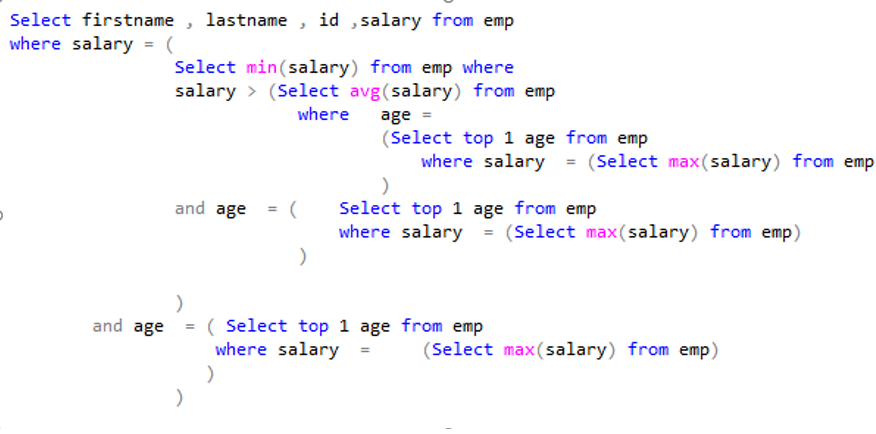 Select firstname , lastname , id ,salary from emp
where salary = (
Select min(salary) from emp where
salary > (Select avg(salary) from emp
where age =
(Select top 1 age from emp
where salary = (Select max(salary) from emp
)
and age = ( Select top 1 age from emp
where salary = (Select max(salary) from emp)
)
)
and age = ( Select top 1 age from emp
where salary = (Select max(salary) from emp)
)
)